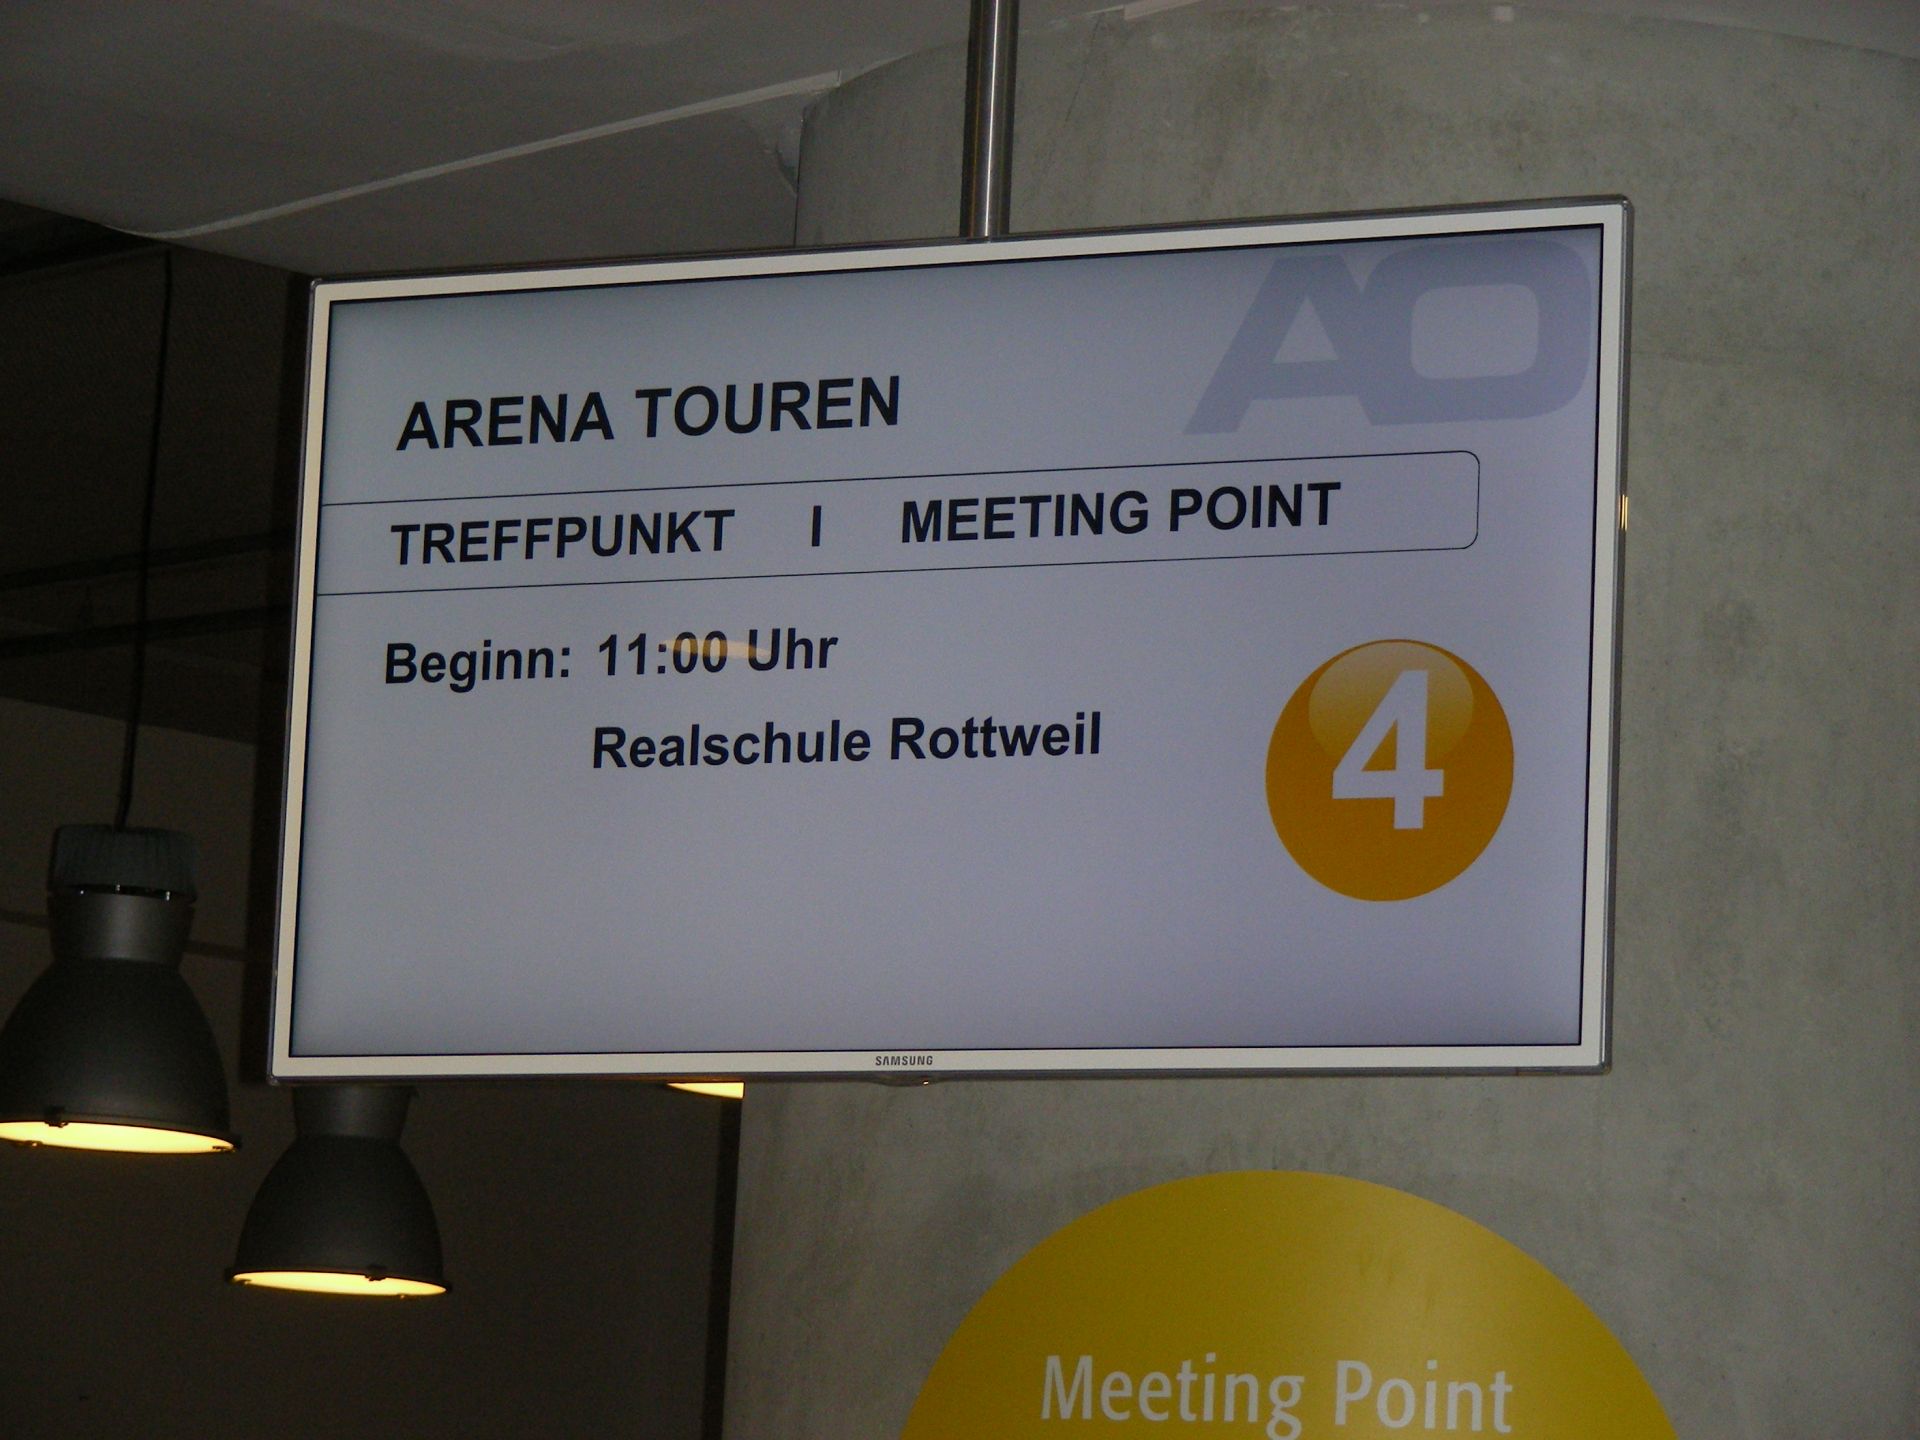 AO
ARENA TOUREN
TREFFPUNKT I MEETING POINT
Beginn: 11:00 Uhr
Realschule Rottweil
4
SAMSUNG
Meeting Point